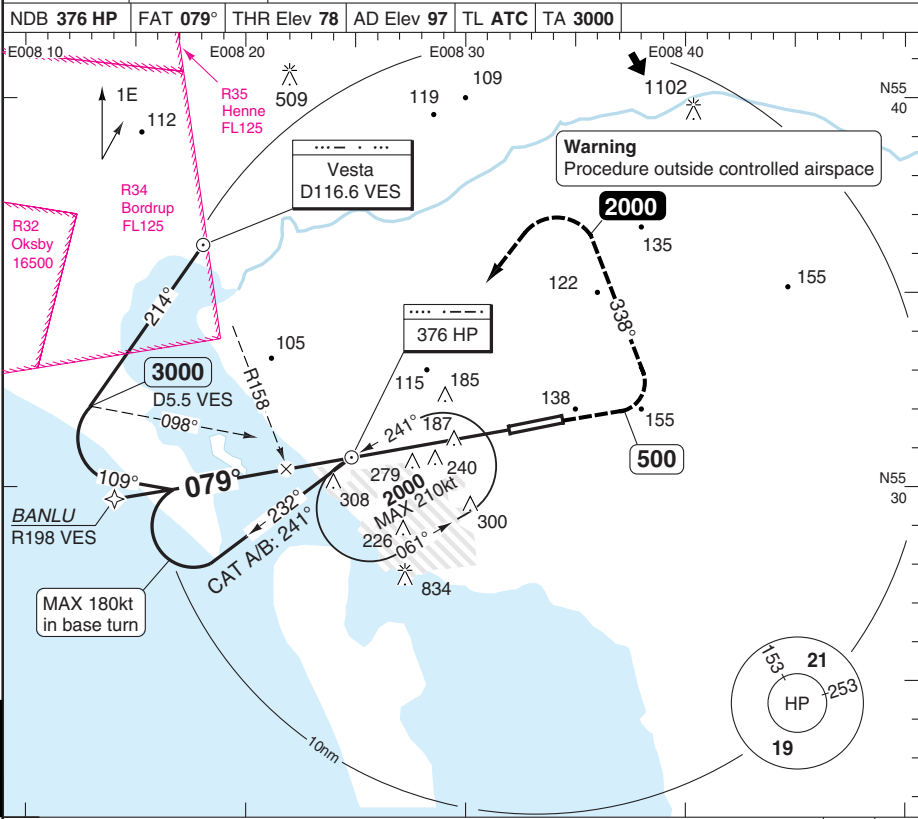 NDB 376 HP FAT 079° THR Elev 78 AD Elev 97 TL ATC TA 3000
E008 10 E008 20 E008 30 E008 40
N55
40
1E
112
R35
Henne
FL125
509
119
109
1102
Warning
Procedure outside controlled airspace
Vesta
D116.6 VES
R34
Bordrup
FL125
R32
Oksby
16500
2000
135
155
122
338°
214°
376 HP
105
3000
D5.5 VES
R158
115
185
138
155
098°
241°
187
500
079°
109°
279
240
2000
MAX 210kt
308
300
N55
30
BANLU
R198 VES
232°
CAT A/B: 241°
226
061°
834
MAX 180kt
in base turn
153
21
253
HP
19
10nm